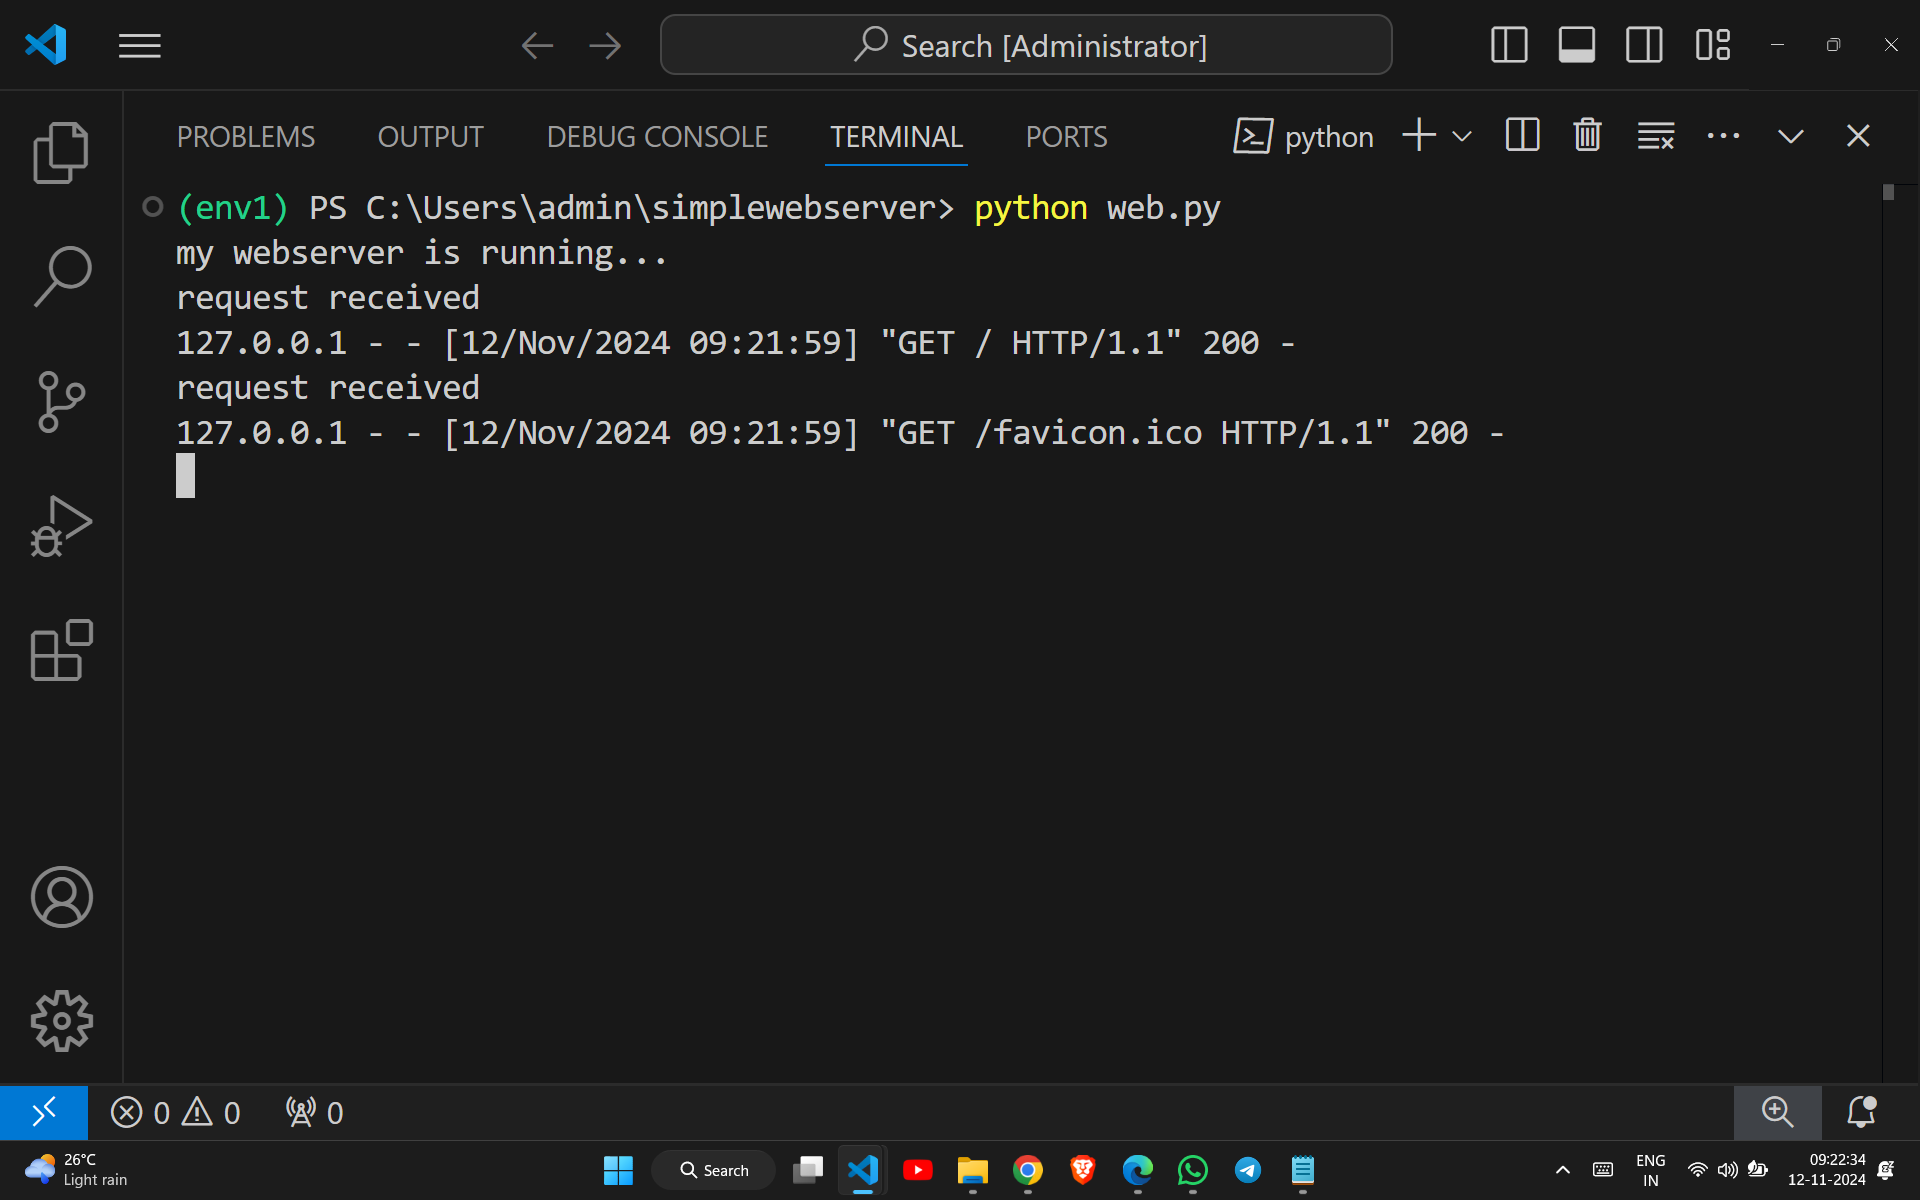 Search [Administrator]
PROBLEMS OUTPUT DEBUG CONSOLE TERMINAL PORTS python
(env1) PS C:\Users\admin\simplewebserver> python web.py
my webserver is running...
request received
127.0.0.1 - - [12/Nov/2024 09:21:59] "GET / HTTP/1.1" 200 -
request received
127.0.0.1 - - [12/Nov/2024 09:21:59] "GET /favicon.ico HTTP/1.1" 200 -
0 0 0
26°C
Light rain
Search
ENG
IN
09:22:34
12-11-2024